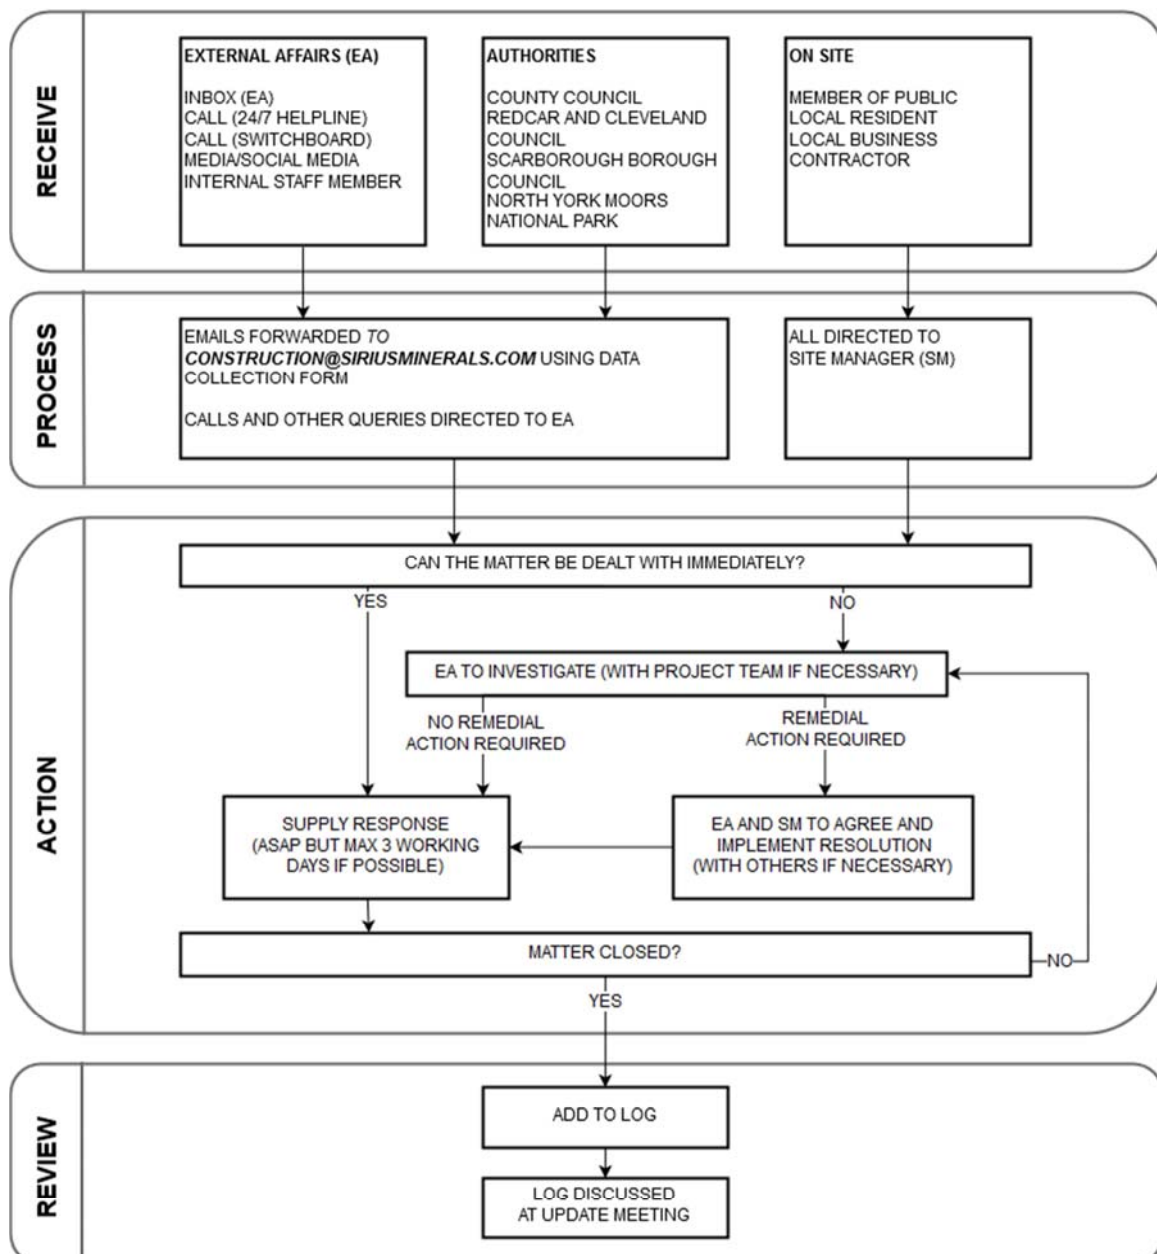 RECEIVE
EXTERNAL AFFAIRS (EA)
INBOX (EA)
CALL (24/7 HELPLINE)
CALL (SWITCHBOARD)
MEDIA/SOCIAL MEDIA
INTERNAL STAFF MEMBER
AUTHORITIES
COUNTY COUNCIL
REDCAR AND CLEVELAND
COUNCIL
SCARBOROUGH BOROUGH
COUNCIL
NORTH YORK MOORS
NATIONAL PARK
ON SITE
MEMBER OF PUBLIC
LOCAL RESIDENT
LOCAL BUSINESS
CONTRACTOR
PROCESS
EMAILS FORWARDED TO
CONSTRUCTION@SIRIUSMINERALS.COM USING DATA
COLLECTION FORM
CALLS AND OTHER QUERIES DIRECTED TO EA
ALL DIRECTED TO
SITE MANAGER (SM)
ACTION
CAN THE MATTER BE DEALT WITH IMMEDIATELY?
YES
NO
EA TO INVESTIGATE (WITH PROJECT TEAM IF NECESSARY)
NO REMEDIAL
ACTION REQUIRED
REMEDIAL
ACTION REQUIRED
SUPPLY RESPONSE
(ASAP BUT MAX 3 WORKING
DAYS IF POSSIBLE)
EA AND SM TO AGREE AND
IMPLEMENT RESOLUTION
(WITH OTHERS IF NECESSARY)
MATTER CLOSED?
NO
YES
REVIEW
ADD TO LOG
LOG DISCUSSED
AT UPDATE MEETING